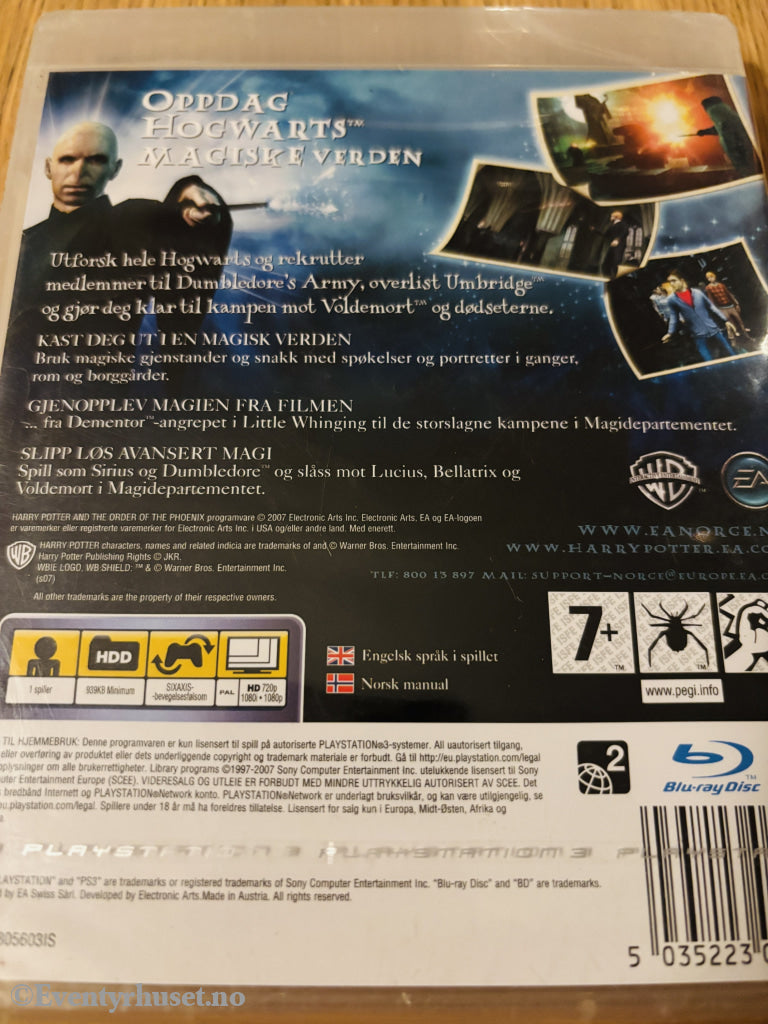 OPPDAG
HOGWARTS™
MAGISKE VERDEN
Utforsk hele Hogwarts og rekrutter
medlemmer til Dumbledore's Army, overlist Umbridge™
og gjør deg klar til kampen mot Voldemort™ og dødseterne.
KAST DEG UT I EN MAGISK VERDEN
Bruk magiske gjenstander og snakk med spøkelser og portretter i ganger,
rom og borggårder.
GJENOPPLEV MAGIEN FRA FILMEN
... fra Dementor™-angrepet i Little Whinging til de storslagne kampene i Magidepartementet.
SLIPP LØS AVANSERT MAGI
Spill som Sirius og Dumbledore™ og slåss mot Lucius, Bellatrix og
Voldemort i Magidepartementet.
WB
EA
HARRY POTTER AND THE ORDER OF THE PHOENIX programvare © 2007 Electronic Arts Inc. Electronic Arts, EA og EA-logoen
er varemerker eller registrerte varemerker for Electronic Arts Inc. i USA og/eller andre land. Med enerett.
WWW.EANORGE.N
WB HARRY POTTER characters, names and related indicia are trademarks of and © Warner Bros. Entertainment Inc.
WWW.HARRYPOTTER.EA.CO
Harry Potter Publishing Rights © JKR.
WBIE LOGO, WB SHIELD: ™ & © Warner Bros. Entertainment Inc.
(s07)
TLF: 800 13 897 MAIL: SUPPORT-NORGE@EUROPE.EA.C
All other trademarks are the property of their respective owners.
7+
www.pegi.info
HDD
1 spiller
939KB Minimum
SIXAXIS-
-bevegelsesfølsom
PAL
HD 720p
1080i • 1080p
Engelsk språk i spillet
Norsk manual
TIL HJEMMEBRUK: Denne programvaren er kun lisensert til spill på autoriserte PLAYSTATION®3-systemer. All uautorisert tilgang,
eller overføring av produktet eller dets underliggende copyright og trademark materiale er forbudt. Gå til http://eu.playstation.com/legal
oplysninger om alle brukerrettigheter. Library programs ©1997-2007 Sony Computer Entertainment Inc. utelukkende lisensert til Sony
uter Entertainment Europe (SCEE). VIDERESALG OG UTLEIE ER FORBUDT MED MINDRE UTTRYKKELIG AUTORISERT AV SCEE. Det
bredbånd Internett og PLAYSTATION®Network konto. PLAYSTATION®Network er underlagt bruksvilkår, og kan være utilgjengelig, se
eu.playstation.com/legal. Spillere under 18 år må ha foreldres tillatelse. Lisensert for salg kun i Europa, Midt-Østen, Afrika og
2
Blu-ray Disc™
PLAYSTATION 3
LAYSTATION" and "PS3" are trademarks or registered trademarks of Sony Computer Entertainment Inc. "Blu-ray Disc" and "BD" are trademarks.
by EA Swiss Sàrl. Developed by Electronic Arts. Made in Austria. All rights reserved.
805603IS
5 035223
©Eventyrhuset.no